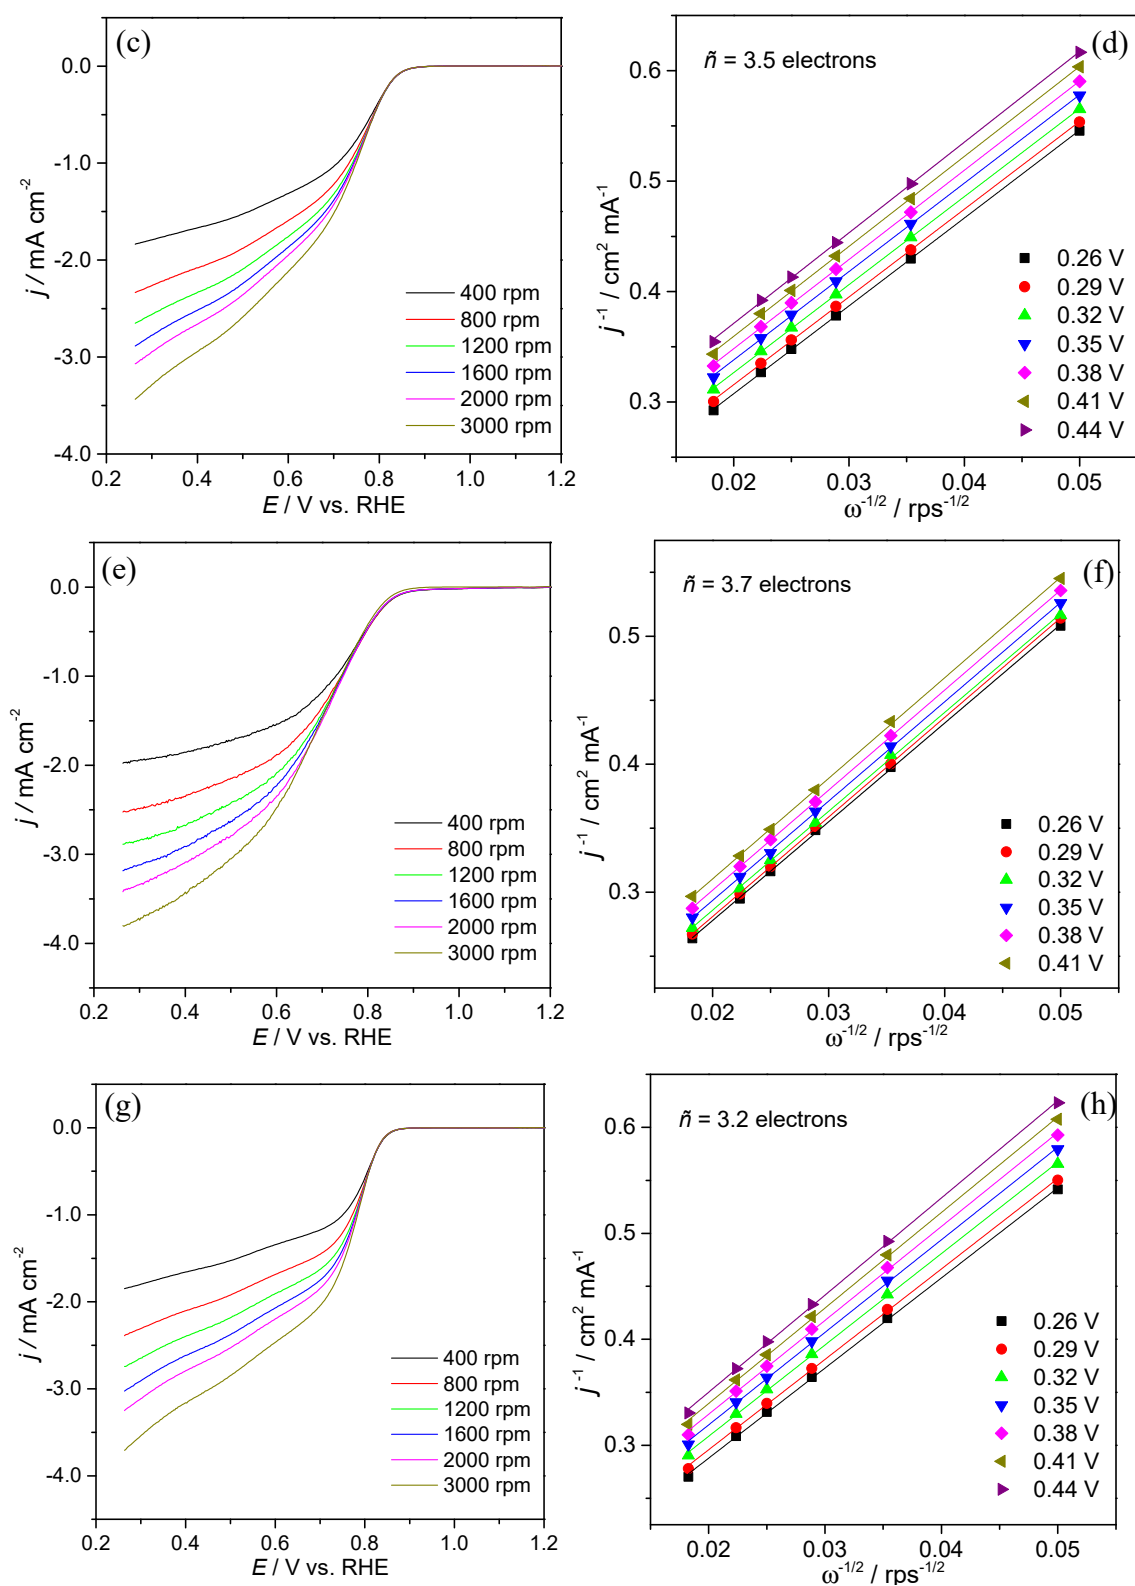 (c)
0.0
-1.0
-2.0
-3.0
-4.0
j / mA cm-2
400 rpm
800 rpm
1200 rpm
1600 rpm
2000 rpm
3000 rpm
0.2 0.4 0.6 0.8 1.0 1.2
E / V vs. RHE
(d)
ñ = 3.5 electrons
0.6
0.5
0.4
0.3
j-1 / cm2 mA-1
0.26 V
0.29 V
0.32 V
0.35 V
0.38 V
0.41 V
0.44 V
0.02 0.03 0.04 0.05
ω-1/2 / rps-1/2
(e)
0.0
-1.0
-2.0
-3.0
-4.0
j / mA cm-2
400 rpm
800 rpm
1200 rpm
1600 rpm
2000 rpm
3000 rpm
0.2 0.4 0.6 0.8 1.0 1.2
E / V vs. RHE
(f)
ñ = 3.7 electrons
0.5
0.4
0.3
j-1 / cm2 mA-1
0.26 V
0.29 V
0.32 V
0.35 V
0.38 V
0.41 V
0.02 0.03 0.04 0.05
ω-1/2 / rps-1/2
(g)
0.0
-1.0
-2.0
-3.0
-4.0
j / mA cm-2
400 rpm
800 rpm
1200 rpm
1600 rpm
2000 rpm
3000 rpm
0.2 0.4 0.6 0.8 1.0 1.2
E / V vs. RHE
(h)
ñ = 3.2 electrons
0.6
0.5
0.4
0.3
j-1 / cm2 mA-1
0.26 V
0.29 V
0.32 V
0.35 V
0.38 V
0.41 V
0.44 V
0.02 0.03 0.04 0.05
ω-1/2 / rps-1/2